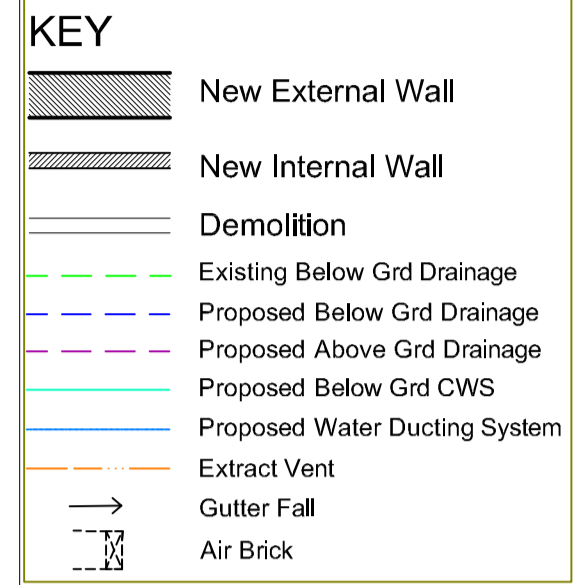 KEY
New External Wall
New Internal Wall
Demolition
Existing Below Grd Drainage
Proposed Below Grd Drainage
Proposed Above Grd Drainage
Proposed Below Grd CWS
Proposed Water Ducting System
Extract Vent
Gutter Fall
Air Brick